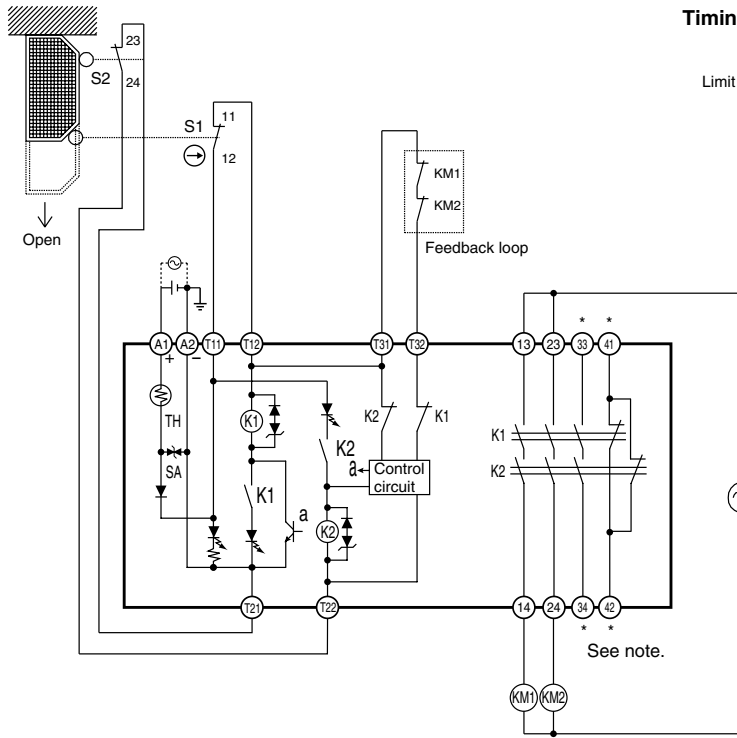 Timin
23
S2
24
Limit
S1
11
12
KM1
KM2
Open
Feedback loop
* *
A1 A2 T11 T12 T31 T32 13 23 33 41
+ −
TH
K1
K2
K2
K1
K1
a
Control
circuit
K2
SA
K1
a
K2
T21 T22 14 24 34 42
* *
See note.
KM1 KM2